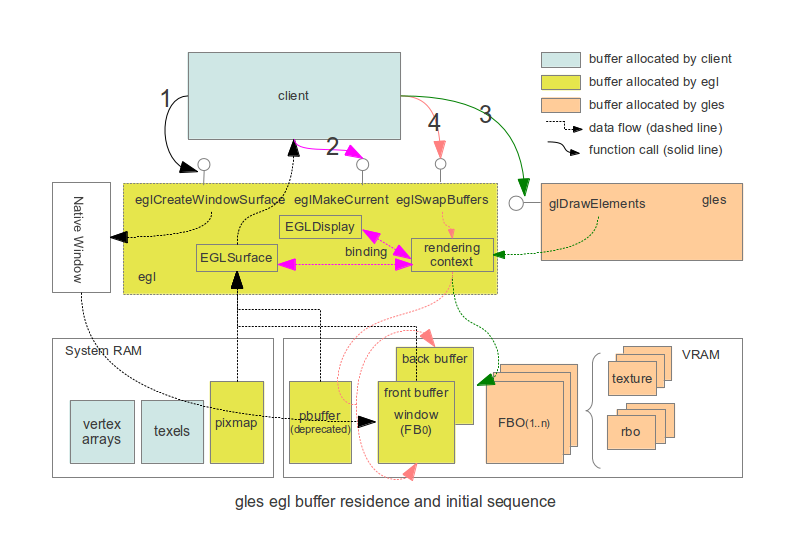 buffer allocated by client
buffer allocated by egl
buffer allocated by gles
data flow (dashed line)
function call (solid line)
client
1
2
4
3
Native Window
eglCreateWindowSurface
eglMakeCurrent
eglSwapBuffers
EGLDisplay
EGLSurface
binding
rendering
context
egl
glDrawElements
gles
System RAM
vertex
arrays
texels
pixmap
VRAM
pbuffer
(deprecated)
back buffer
front buffer
window
(FB0)
FBO(1..n)
texture
rbo
gles egl buffer residence and initial sequence